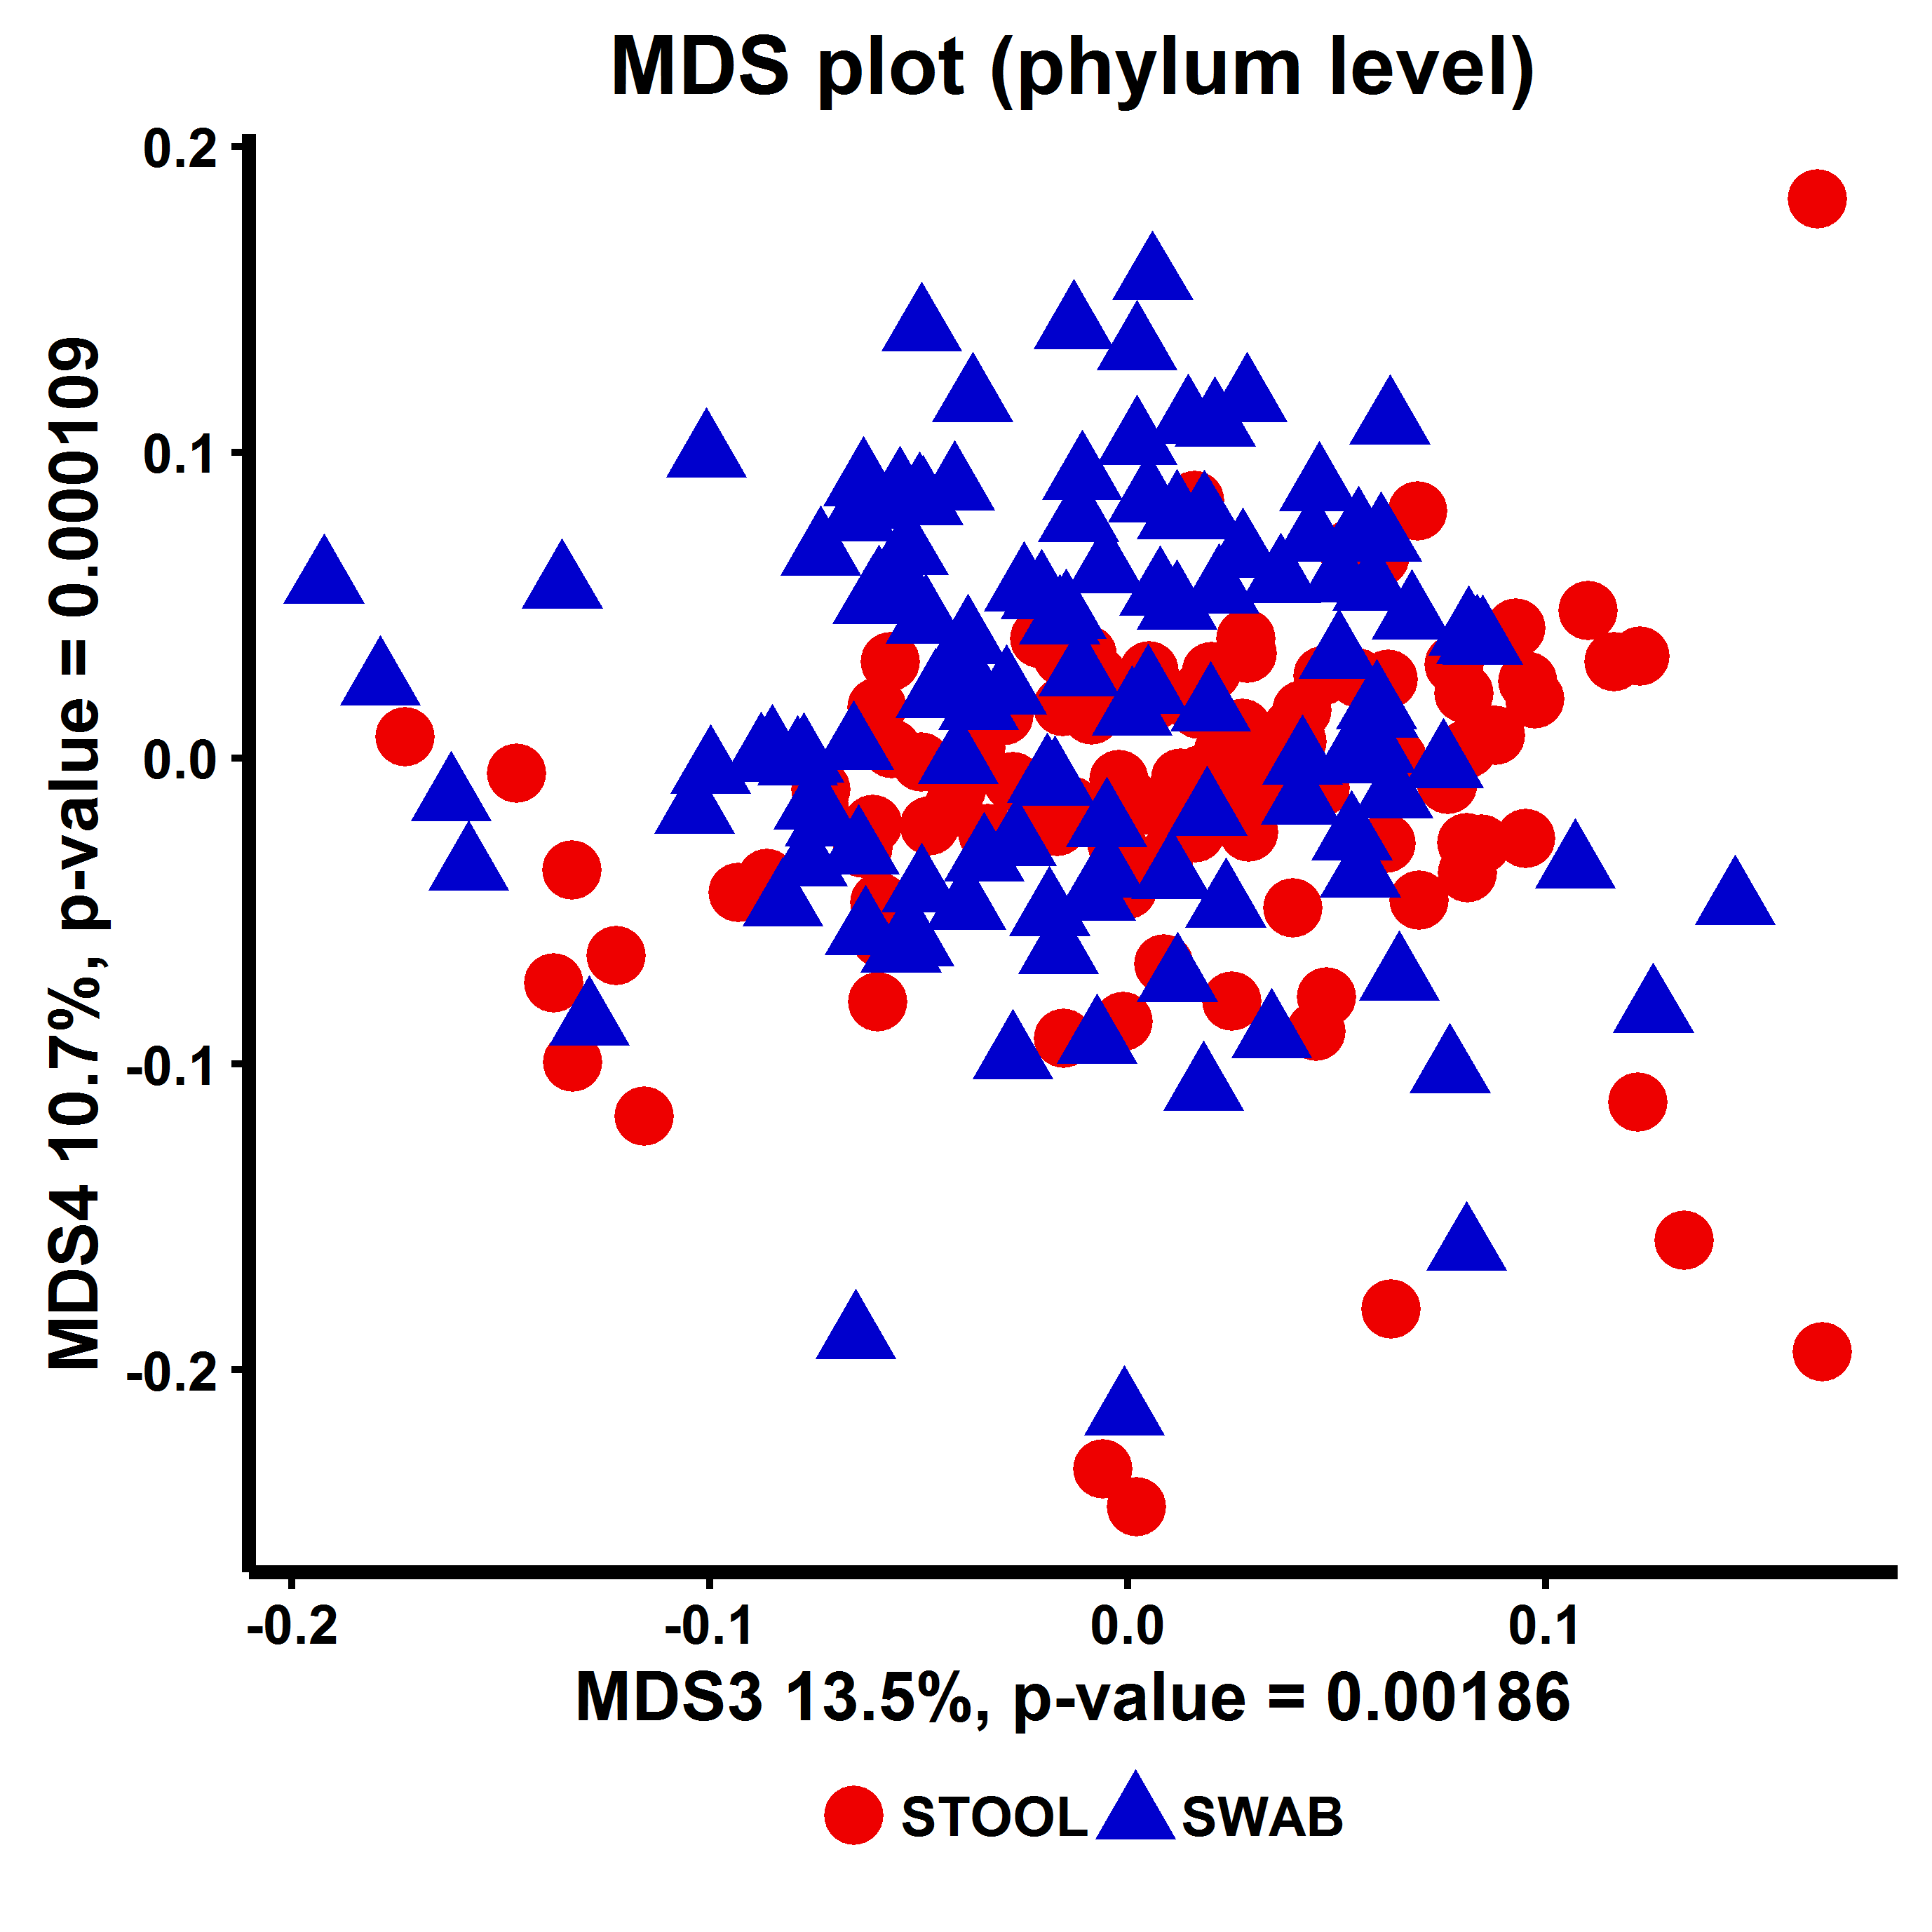 MDS plot (phylum level)
MDS4 10.7%, p-value = 0.000109
0.2
0.1
0.0
-0.1
-0.2
-0.2 -0.1 0.0 0.1
MDS3 13.5%, p-value = 0.00186
STOOL SWAB